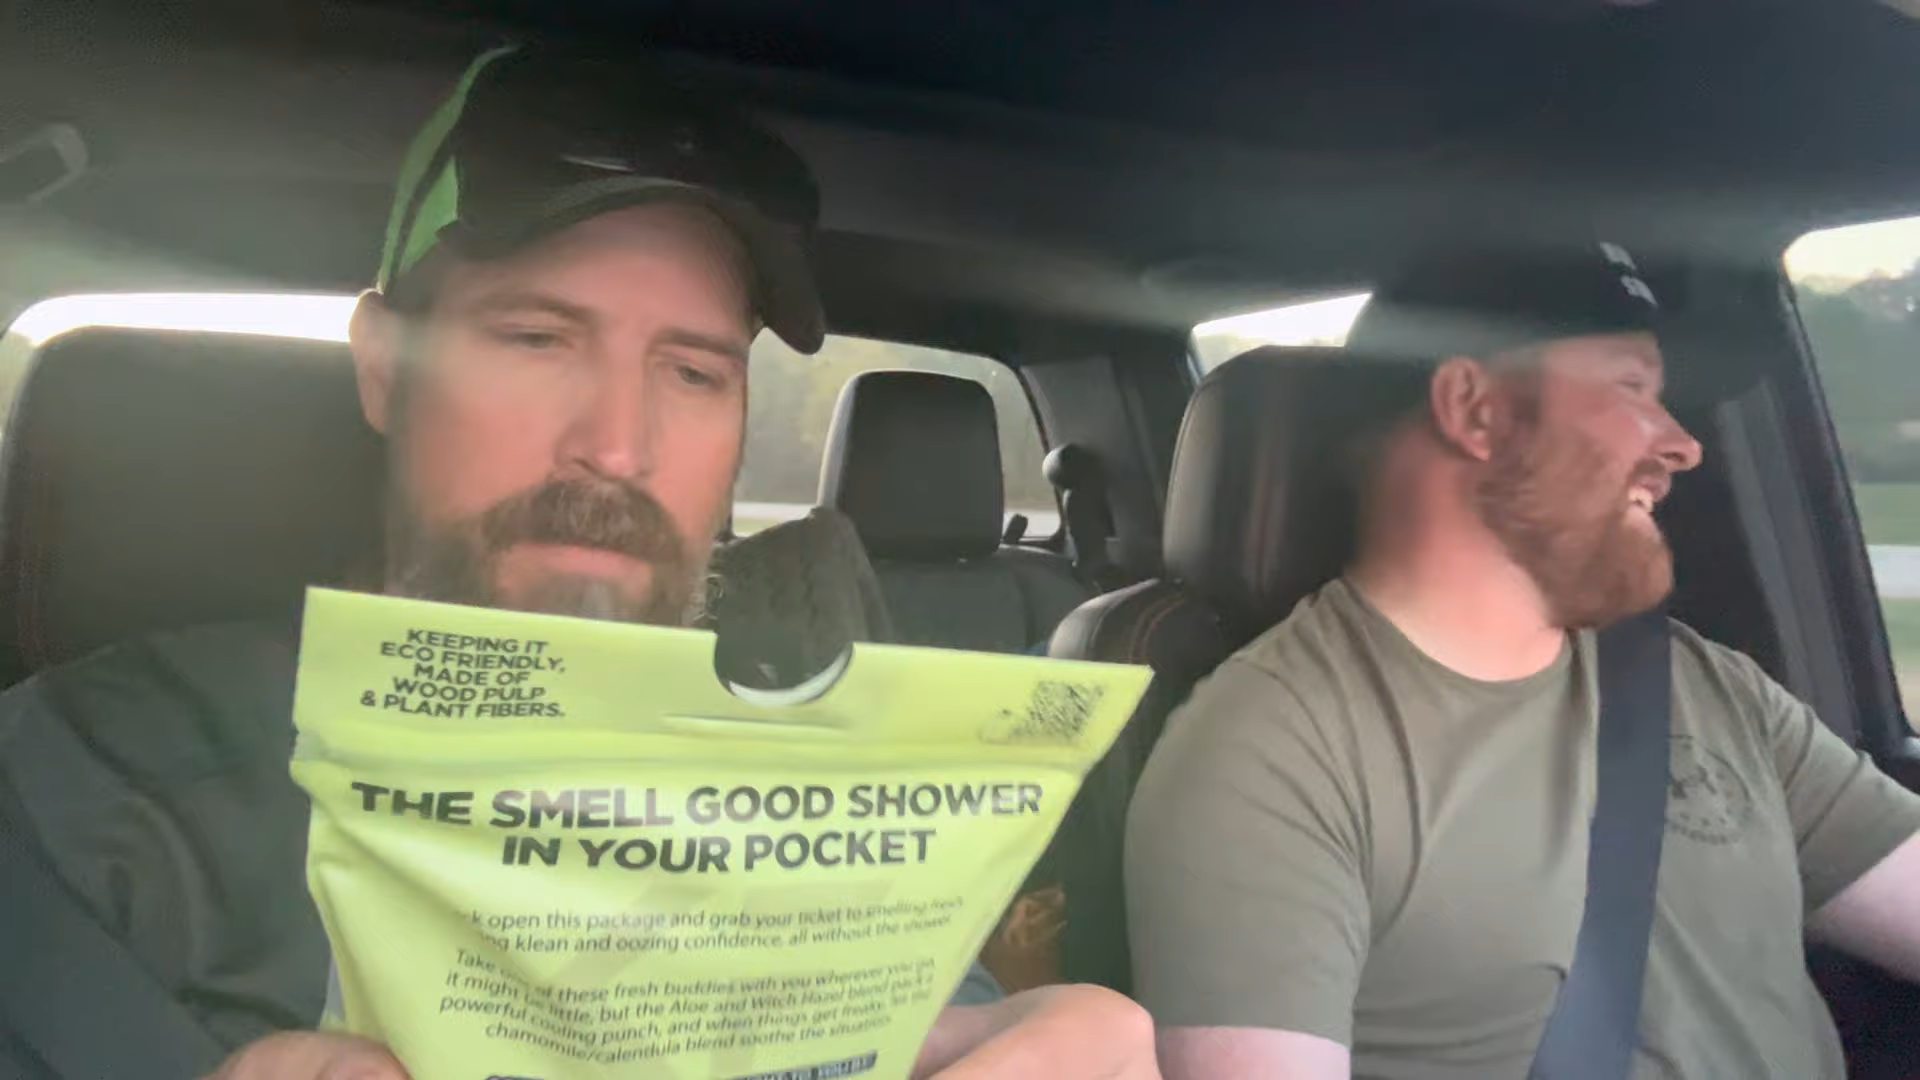 KEEPING IT
ECO FRIENDLY,
MADE OF
WOOD PULP
& PLANT FIBERS.
THE SMELL GOOD SHOWER
IN YOUR POCKET
open this package and grab your ticket to smelling fresh
klean and oozing confidence, all without the shower
Take of these fresh buddies with you wherever you go,
it might be little, but the Aloe and Witch Hazel blend pack a
powerful cooling punch, and when things get freaky, let the
chamomile/calendula blend soothe the situation.